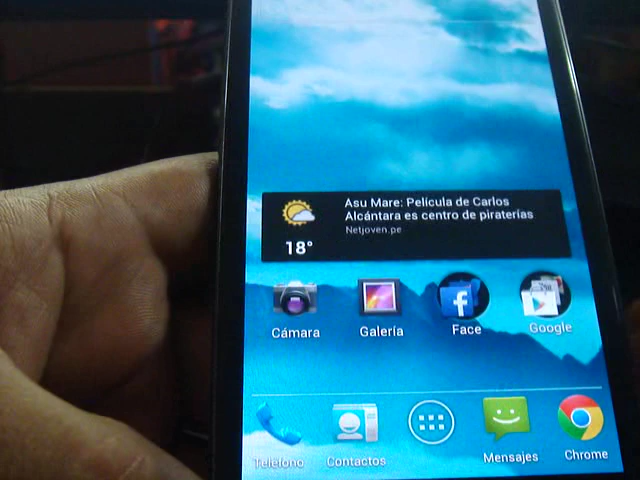 Asu Mare: Película de Carlos
Alcántara es centro de piraterías
Netjoven.pe
18°
Cámara
Galería
Face
Google
Teléfono
Contactos
Mensajes
Chrome